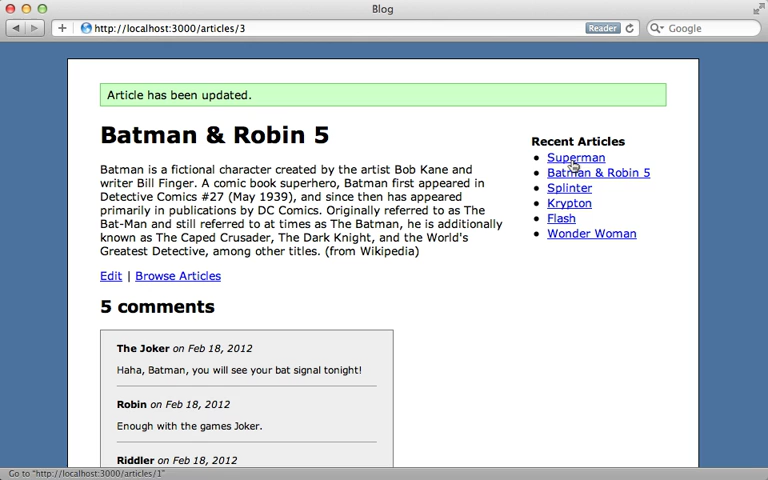 Blog
http://localhost:3000/articles/3
Reader
Google
Article has been updated.
Batman & Robin 5
Batman is a fictional character created by the artist Bob Kane and
writer Bill Finger. A comic book superhero, Batman first appeared in
Detective Comics #27 (May 1939), and since then has appeared
primarily in publications by DC Comics. Originally referred to as The
Bat-Man and still referred to at times as The Batman, he is additionally
known as The Caped Crusader, The Dark Knight, and the World's
Greatest Detective, among other titles. (from Wikipedia)
Edit | Browse Articles
5 comments
The Joker on Feb 18, 2012
Haha, Batman, you will see your bat signal tonight!
Robin on Feb 18, 2012
Enough with the games Joker.
Riddler on Feb 18, 2012
Recent Articles
Superman
Batman & Robin 5
Splinter
Krypton
Flash
Wonder Woman
Go to "http://localhost:3000/articles/1"